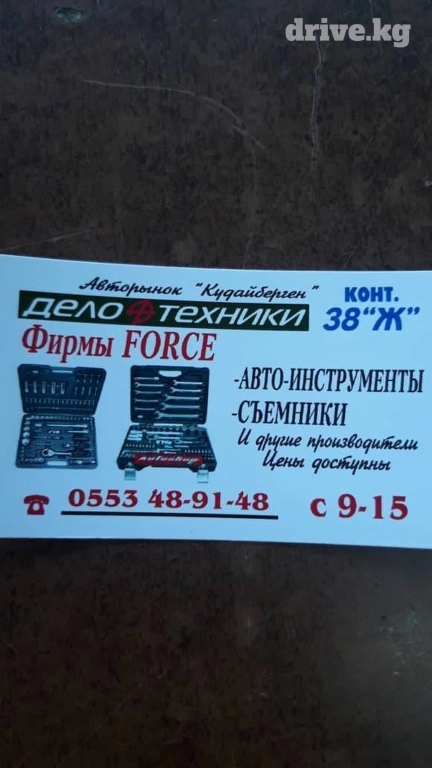 drive.kg
Авторынок "Кудайберген"
ДЕЛО ТЕХНИКИ
КОНТ.
38"Ж"
Фирмы FORCE
-АВТО-ИНСТРУМЕНТЫ
-СЪЕМНИКИ
И другие производители
Цены доступны
☎ 0553 48-91-48 с 9-15